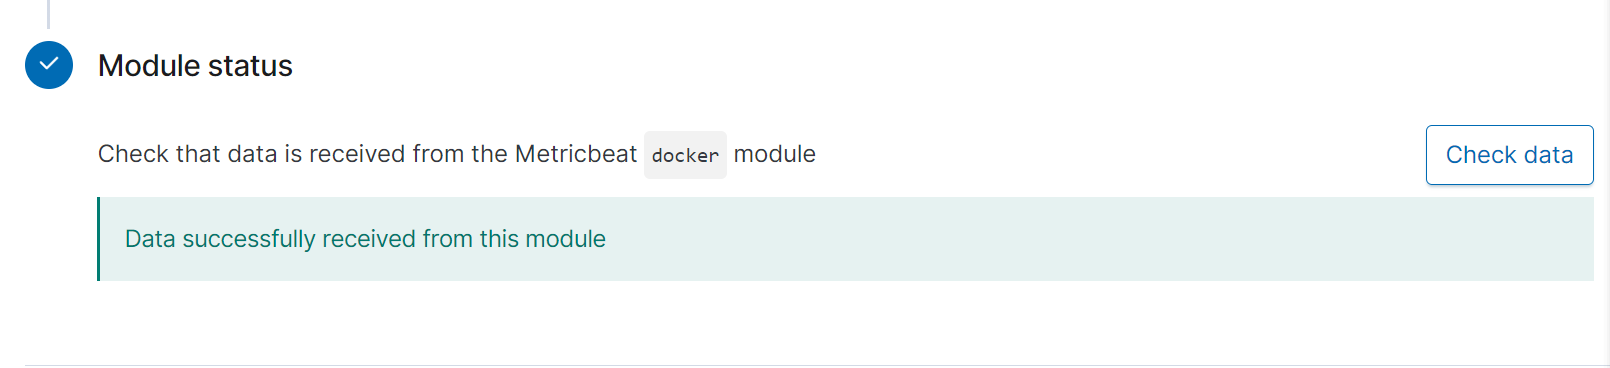 Module status
Check that data is received from the Metricbeat docker module
Check data
Data successfully received from this module